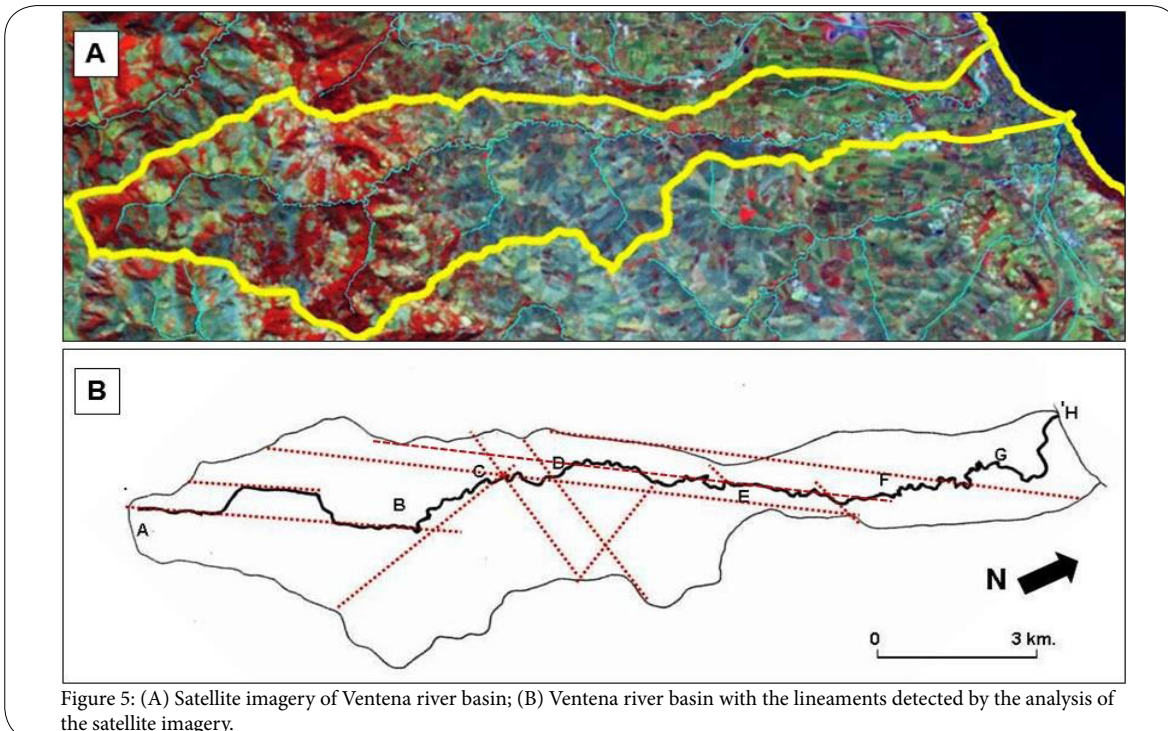 A
B
'H
D
C
G
F
B
E
A
N
0 3 km.
Figure 5: (A) Satellite imagery of Ventena river basin; (B) Ventena river basin with the lineaments detected by the analysis of
the satellite imagery.